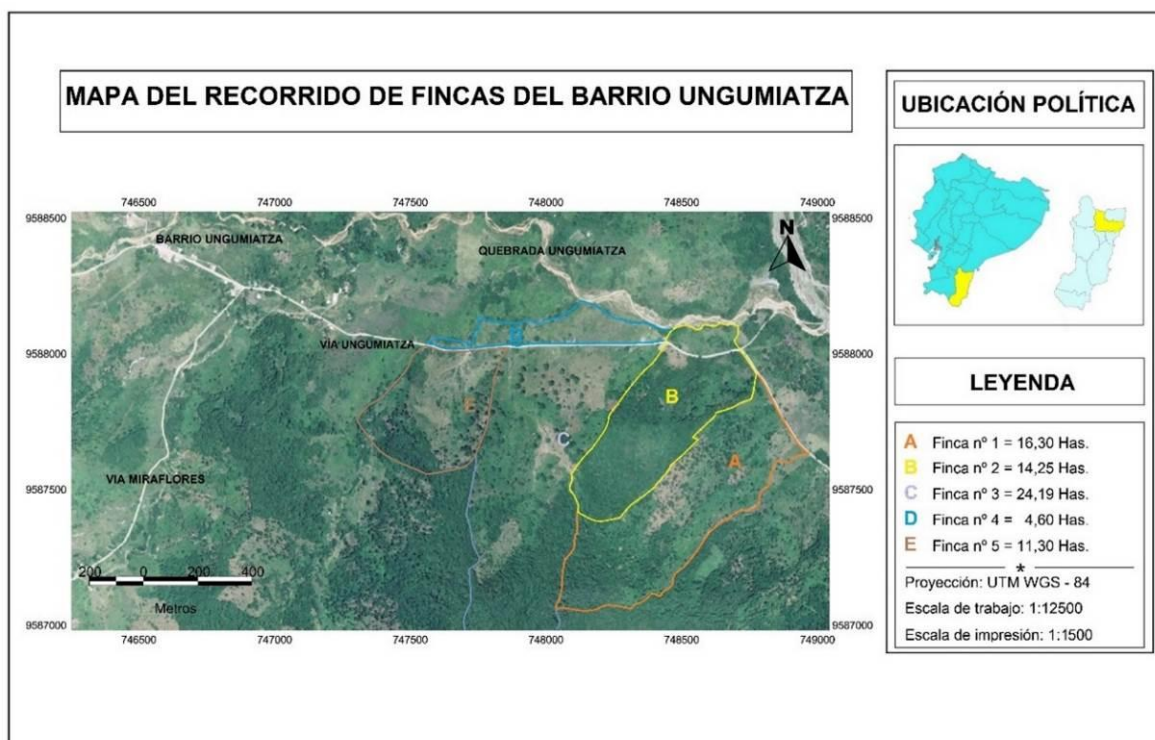 MAPA DEL RECORRIDO DE FINCAS DEL BARRIO UNGUMIATZA
746500 747000 747500 748000 748500 749000
9588500 9588500
BARRIO UNGUMIATZA
QUEBRADA UNGUMIATZA
N
VIA UNGUMIATZA
9588000 9588000
B
E
C
A
VIA MIRAFLORES
9587500 9587500
200 0 200 400
Metros
9587000 9587000
746500 747000 747500 748000 748500 749000
UBICACIÓN POLÍTICA
LEYENDA
A Finca nº 1 = 16,30 Has.
B Finca nº 2 = 14,25 Has.
C Finca nº 3 = 24,19 Has.
D Finca nº 4 = 4,60 Has.
E Finca nº 5 = 11,30 Has.
*
Proyección: UTM WGS - 84
Escala de trabajo: 1:12500
Escala de impresión: 1:1500